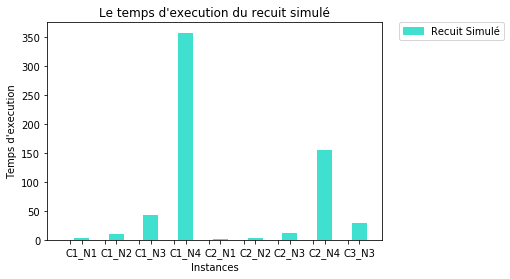 Le temps d'execution du recuit simulé
Recuit Simulé
Temps d'execution
350
300
250
200
150
100
50
0
C1_N1 C1_N2 C1_N3 C1_N4 C2_N1 C2_N2 C2_N3 C2_N4 C3_N3
Instances